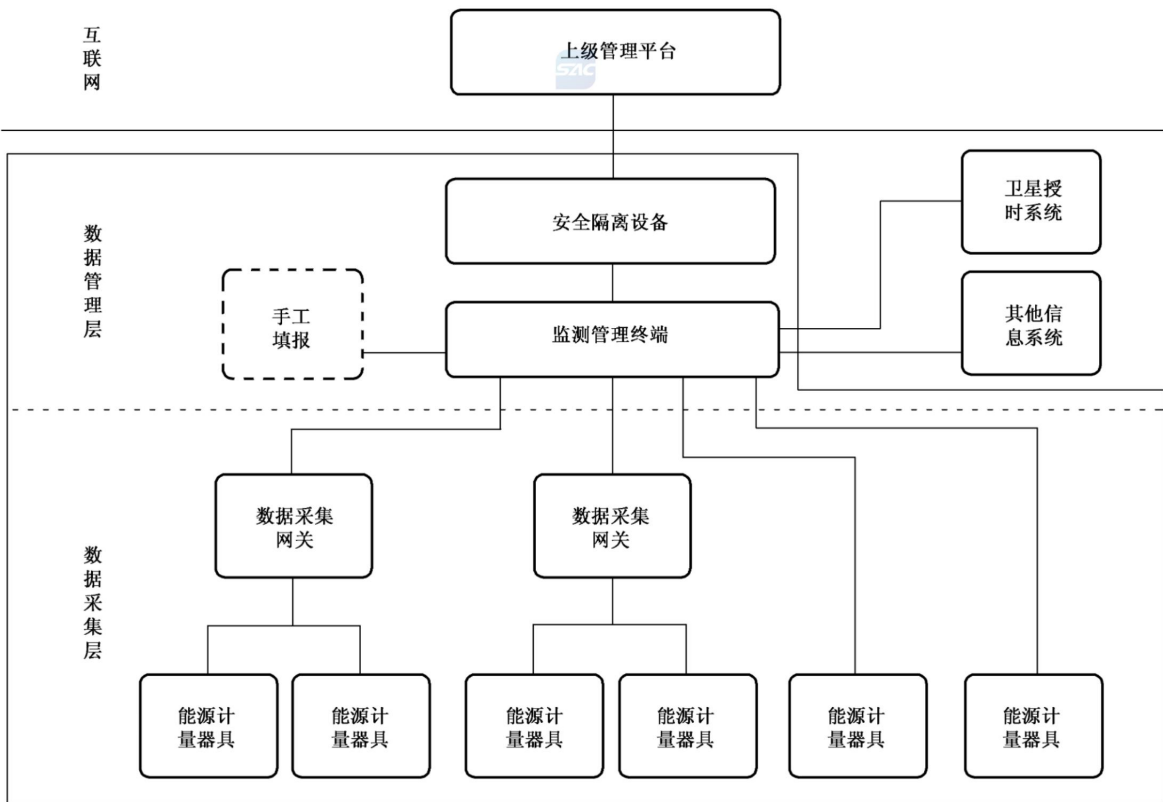 互联网
上级管理平台
SAC
数据管理层
安全隔离设备
卫星授
时系统
手工
填报
监测管理终端
其他信
息系统
数据采集层
数据采集
网关
数据采集
网关
能源计
量器具
能源计
量器具
能源计
量器具
能源计
量器具
能源计
量器具
能源计
量器具